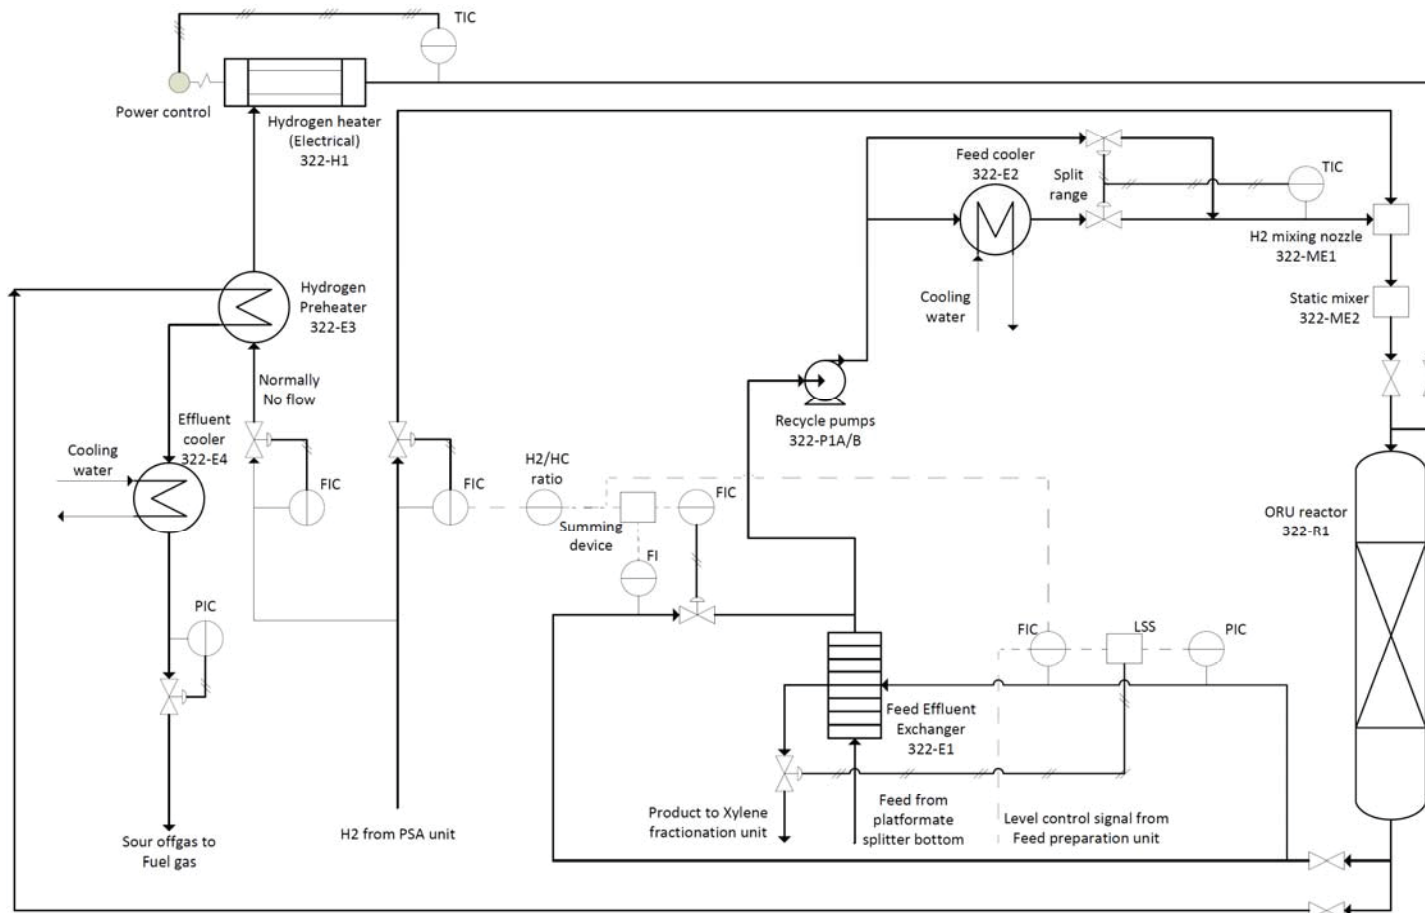 TIC
Power control
Hydrogen heater
(Electrical)
322-H1
Feed cooler
322-E2
Split
range
TIC
H2 mixing nozzle
322-ME1
Hydrogen
Preheater
322-E3
Cooling
water
Static mixer
322-ME2
Normally
No flow
Recycle pumps
322-P1A/B
Effluent
cooler
322-E4
Cooling
water
H2/HC
ratio
FIC
FIC
FIC
Summing
device
ORU reactor
322-R1
FI
PIC
FIC
LSS
PIC
Feed Effluent
Exchanger
322-E1
Product to Xylene
fractionation unit
Feed from
platformate
splitter bottom
Level control signal from
Feed preparation unit
H2 from PSA unit
Sour offgas to
Fuel gas